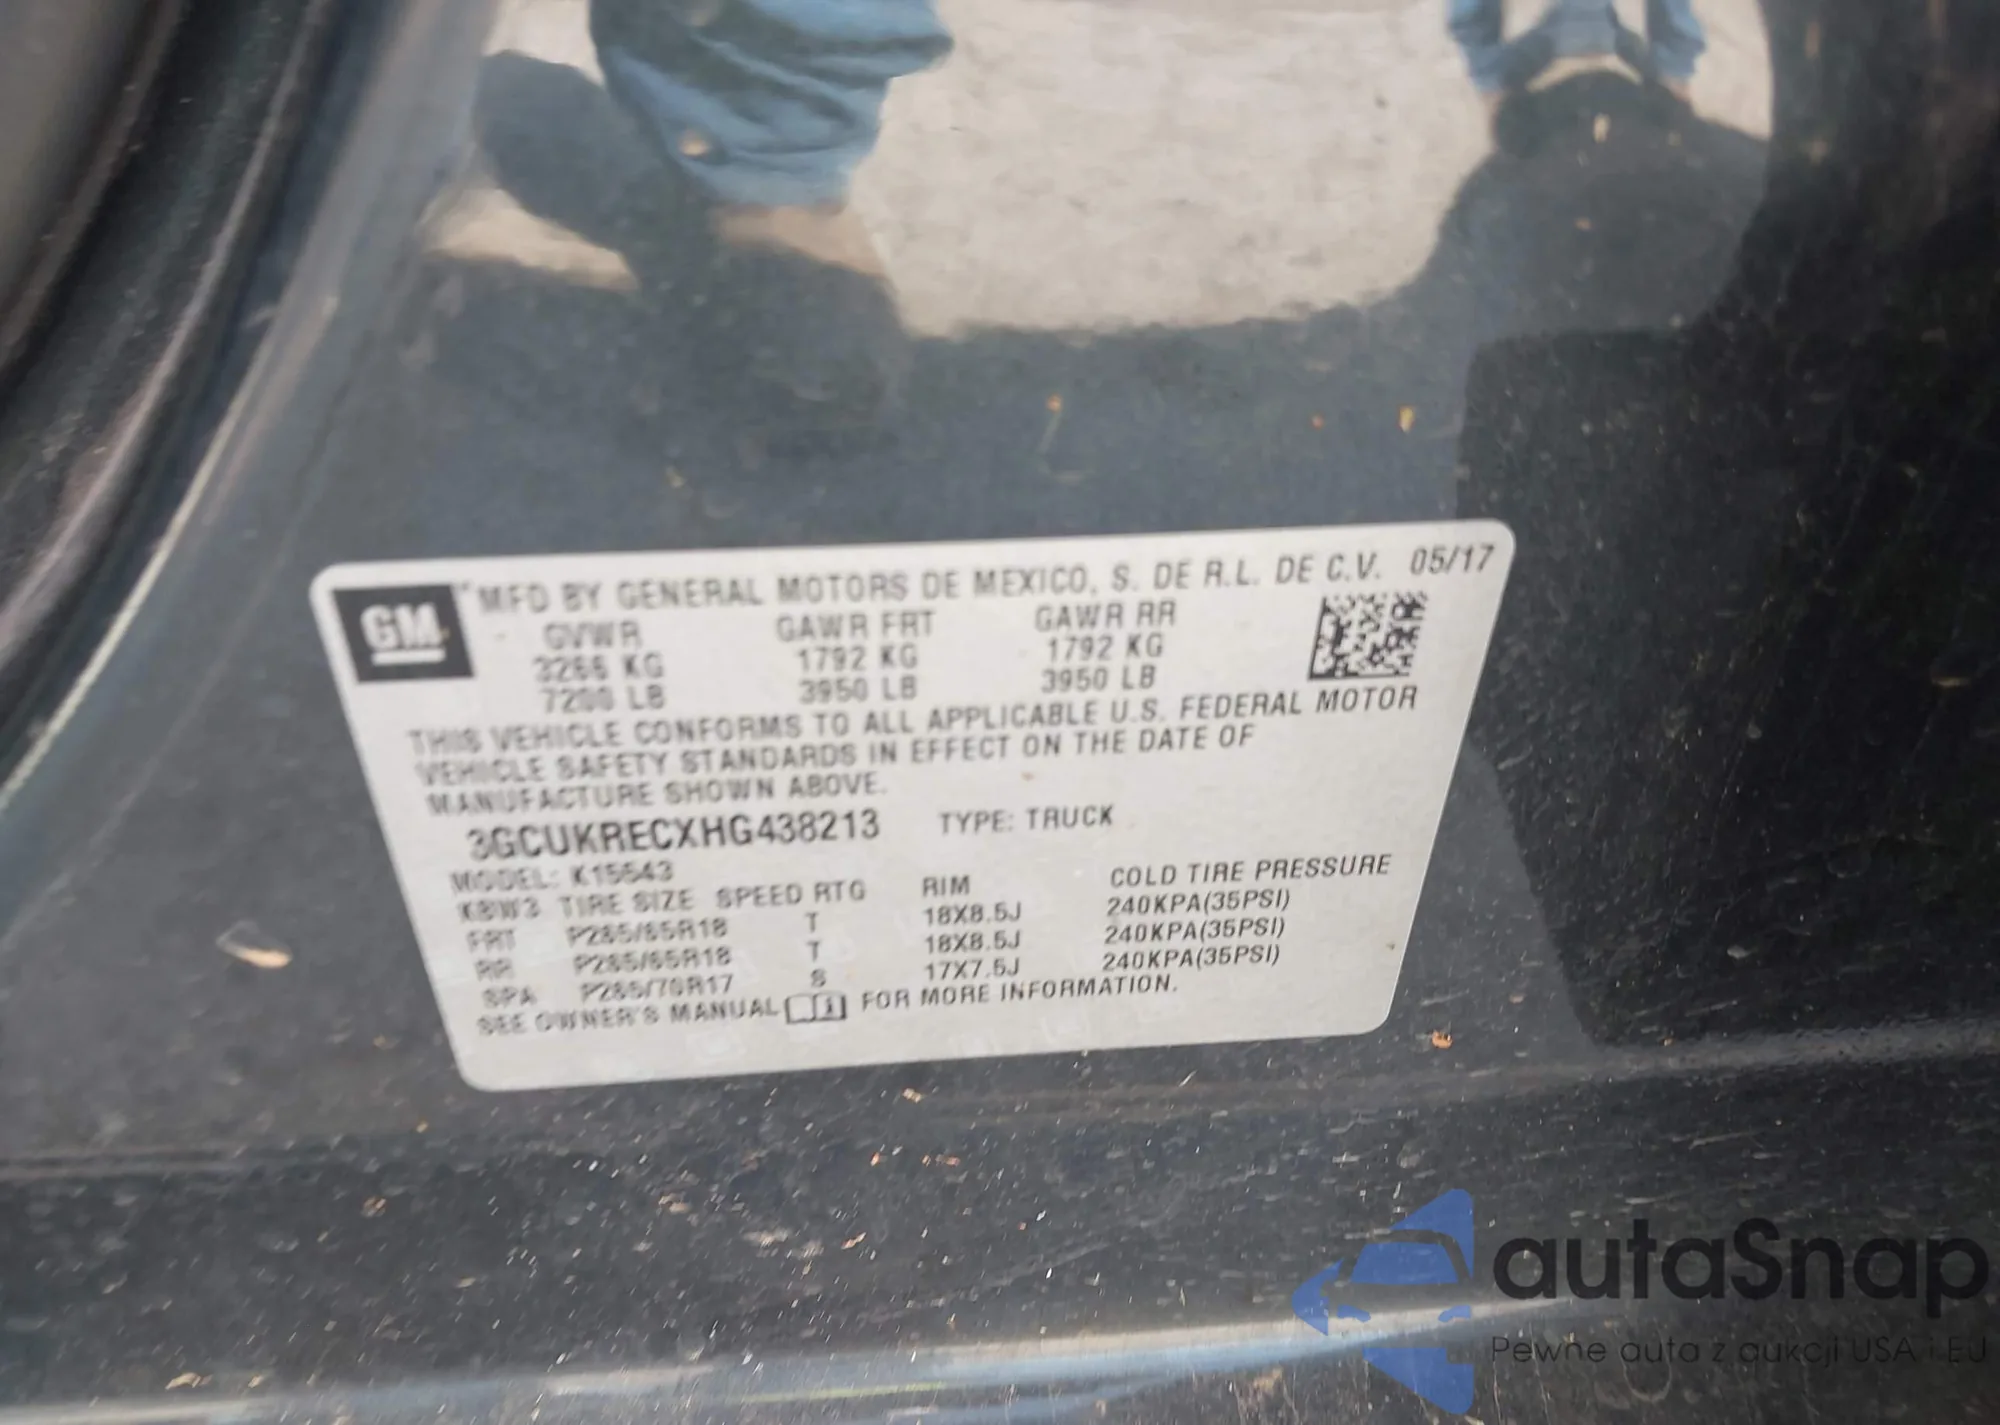 GM MFD BY GENERAL MOTORS DE MEXICO, S. DE R.L. DE C.V. 05/17
GVWR GAWR FRT GAWR RR
3266 KG 1792 KG 1792 KG
7200 LB 3950 LB 3950 LB
THIS VEHICLE CONFORMS TO ALL APPLICABLE U.S. FEDERAL MOTOR
VEHICLE SAFETY STANDARDS IN EFFECT ON THE DATE OF
MANUFACTURE SHOWN ABOVE.
3GCUKRECXHG438213 TYPE: TRUCK
MODEL: K15543
K8W3 TIRE SIZE SPEED RTG RIM COLD TIRE PRESSURE
FRT P265/65R18 T 18X8.5J 240KPA(35PSI)
RR P265/65R18 T 18X8.5J 240KPA(35PSI)
SPA P265/70R17 S 17X7.5J 240KPA(35PSI)
SEE OWNER'S MANUAL FOR MORE INFORMATION.
autaSnap
Pewne auta z aukcji USA i EU